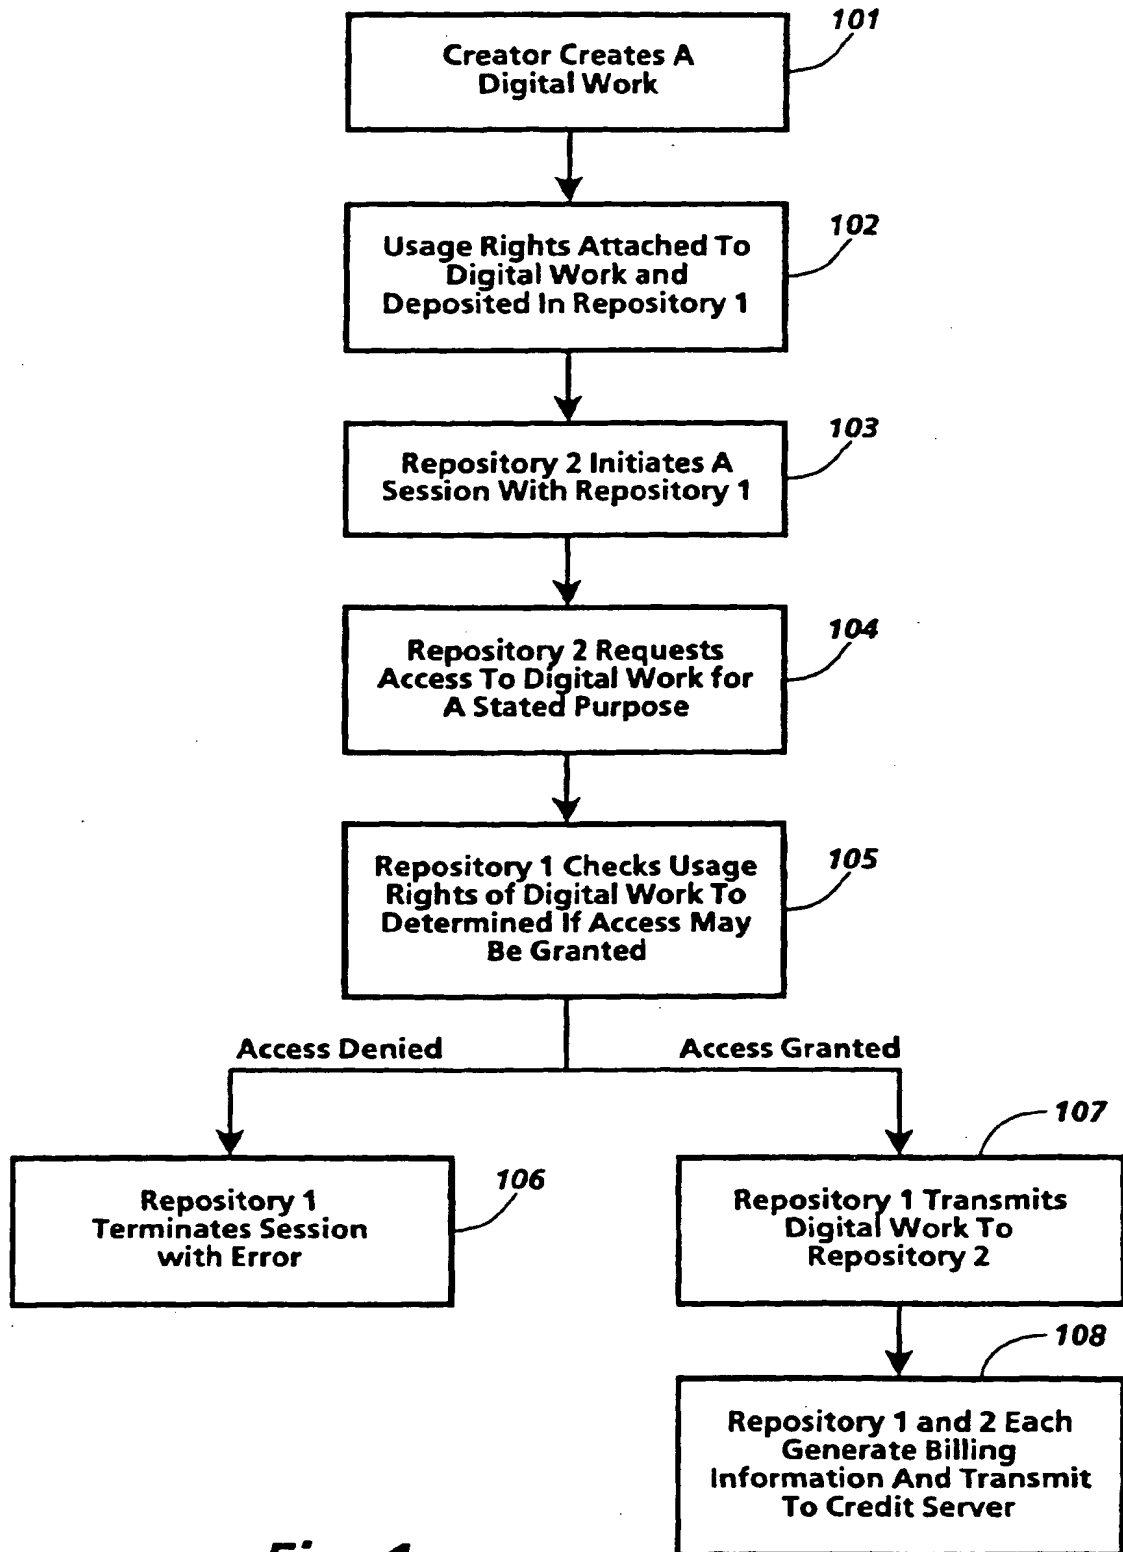 101
Creator Creates A
Digital Work
102
Usage Rights Attached To
Digital Work and
Deposited In Repository 1
103
Repository 2 Initiates A
Session With Repository 1
104
Repository 2 Requests
Access To Digital Work for
A Stated Purpose
105
Repository 1 Checks Usage
Rights of Digital Work To
Determined If Access May
Be Granted
Access Denied
Access Granted
106
Repository 1
Terminates Session
with Error
107
Repository 1 Transmits
Digital Work To
Repository 2
108
Repository 1 and 2 Each
Generate Billing
Information And Transmit
To Credit Server